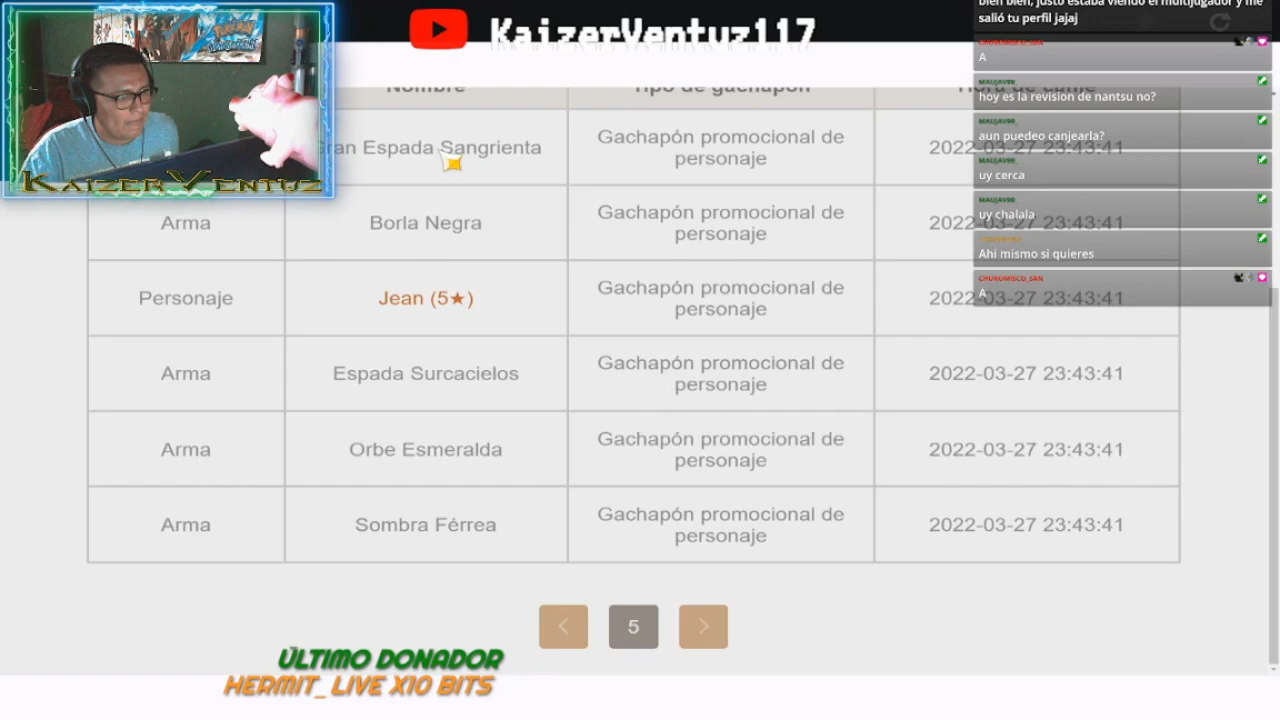 KaizerVentuz117
bien bien, justo estaba viendo el multijugador y me
salió tu perfil jajaj
CHURUMISCO_SAN
A
MAUJAV99_
hoy es la revision de nantsu no?
MAUJAV99_
aun puedeo canjearla?
MAUJAV99_
uy cerca
MAUJAV99_
uy chalala
Ahi mismo si quieres
CHURUMISCO_SAN
A
KaizerVentuz
Nombre
Tipo de gachapón
Gran Espada Sangrienta
Gachapón promocional de
personaje
2022-03-27 23:43:41
Arma
Borla Negra
Gachapón promocional de
personaje
2022-03-27 23:43:41
Personaje
Jean (5★)
Gachapón promocional de
personaje
2022-03-27 23:43:41
Arma
Espada Surcacielos
Gachapón promocional de
personaje
2022-03-27 23:43:41
Arma
Orbe Esmeralda
Gachapón promocional de
personaje
2022-03-27 23:43:41
Arma
Sombra Férrea
Gachapón promocional de
personaje
2022-03-27 23:43:41
< 5 >
ÚLTIMO DONADOR
HERMIT_LIVE X10 BITS